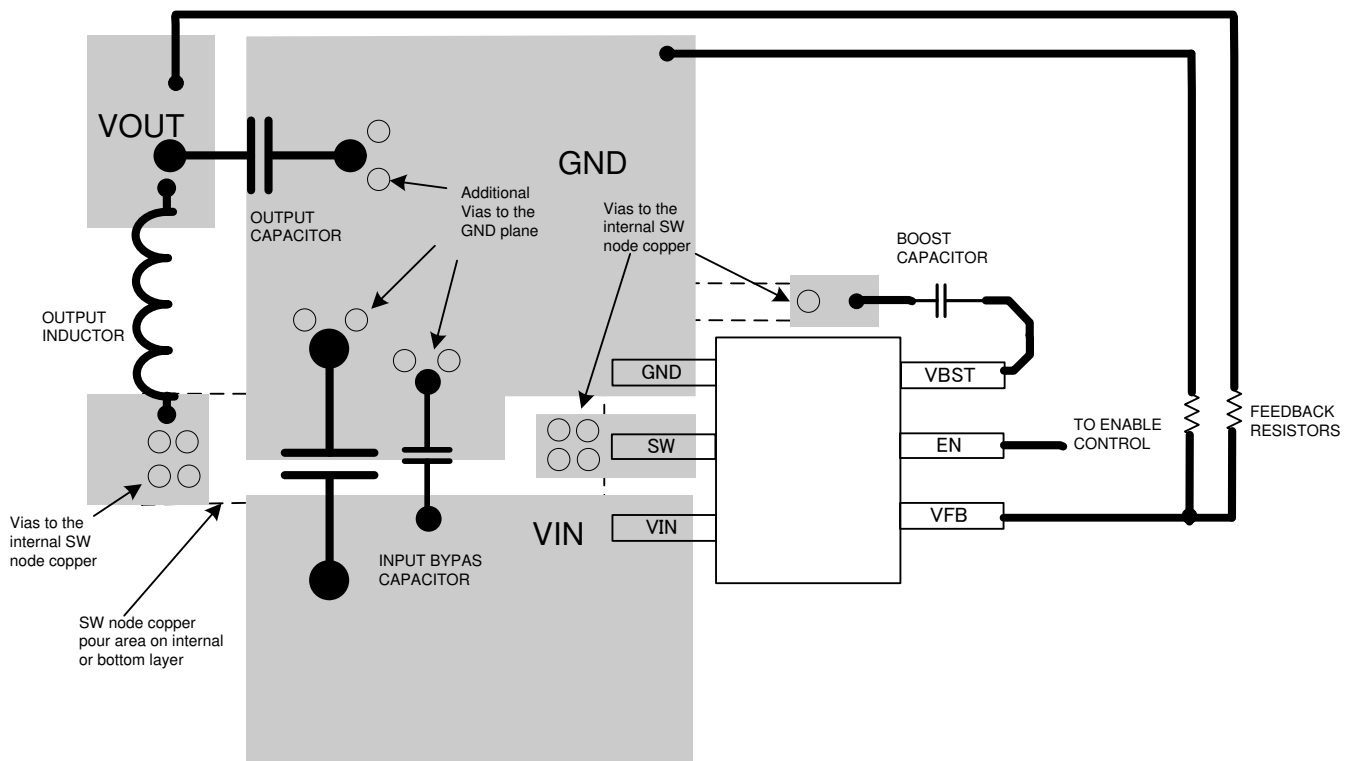 VOUT
GND
OUTPUT
CAPACITOR
Additional
Vias to the
GND plane
Vias to the
internal SW
node copper
BOOST
CAPACITOR
OUTPUT
INDUCTOR
GND
VBST
SW
EN
TO ENABLE
CONTROL
FEEDBACK
RESISTORS
VIN
VIN
VFB
INPUT BYPAS
CAPACITOR
Vias to the
internal SW
node copper
SW node copper
pour area on internal
or bottom layer